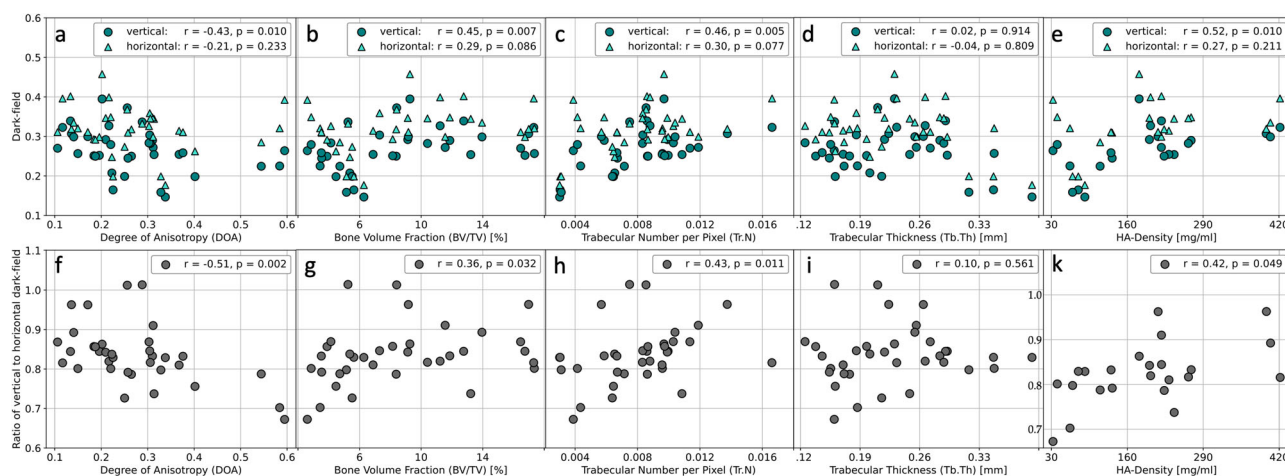 0.6
0.5
0.4
0.3
0.2
0.1
Dark-field
a
vertical: r = -0.43, p = 0.010
horizontal: r = -0.21, p = 0.233
0.1 0.2 0.3 0.4 0.5 0.6
Degree of Anisotropy (DOA)
b
vertical: r = 0.45, p = 0.007
horizontal: r = 0.29, p = 0.086
6 10 14
Bone Volume Fraction (BV/TV) [%]
c
vertical: r = 0.46, p = 0.005
horizontal: r = 0.30, p = 0.077
0.004 0.008 0.012 0.016
Trabecular Number per Pixel (Tr.N)
d
vertical: r = 0.02, p = 0.914
horizontal: r = -0.04, p = 0.809
.12 0.19 0.26 0.33
Trabecular Thickness (Tb.Th) [mm]
e
vertical: r = 0.52, p = 0.010
horizontal: r = 0.27, p = 0.211
30 160 290 420
HA-Density [mg/ml]
1.1
1.0
0.9
0.8
0.7
0.6
Ratio of vertical to horizontal dark-field
f
r = -0.51, p = 0.002
0.1 0.2 0.3 0.4 0.5 0.6
Degree of Anisotropy (DOA)
g
r = 0.36, p = 0.032
6 10 14
Bone Volume Fraction (BV/TV) [%]
h
r = 0.43, p = 0.011
0.004 0.008 0.012 0.016
Trabecular Number per Pixel (Tr.N)
i
r = 0.10, p = 0.561
.12 0.19 0.26 0.33
Trabecular Thickness (Tb.Th) [mm]
k
r = 0.42, p = 0.049
1.0
0.9
0.8
0.7
30 160 290 420
HA-Density [mg/ml]